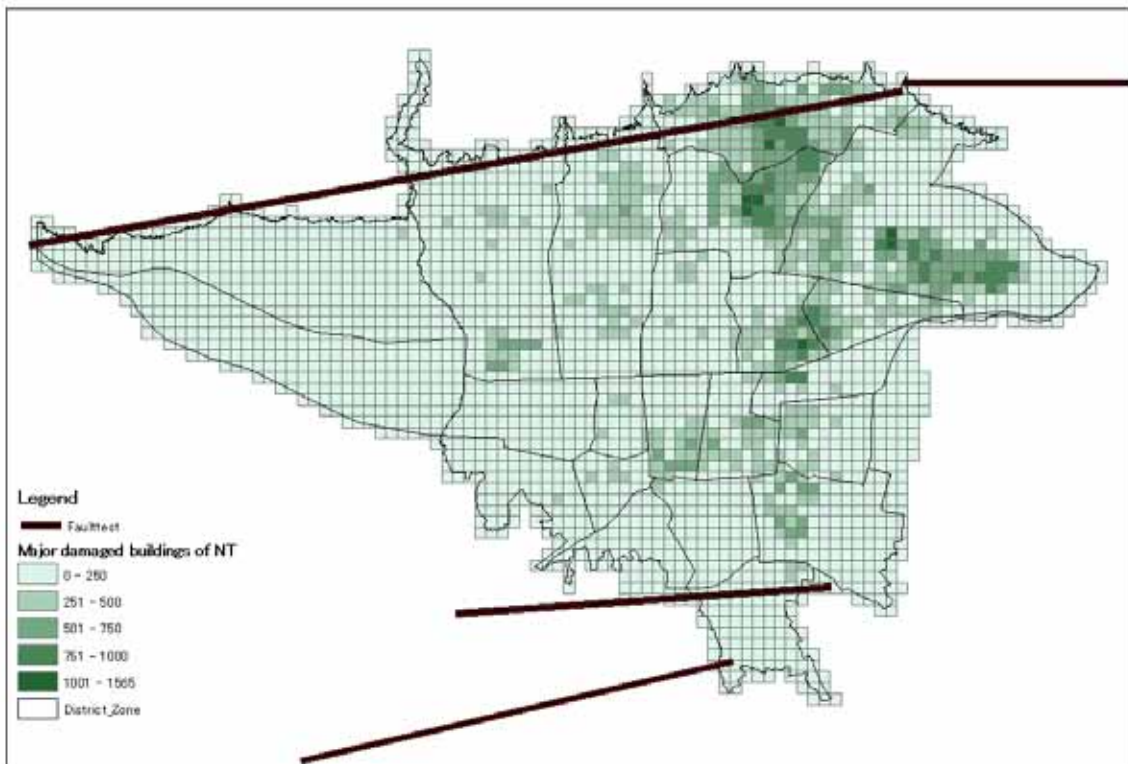 Legend
Faulttest
Major damaged buildings of NT
0 - 250
251 - 500
501 - 750
751 - 1000
1001 - 1565
District_Zone